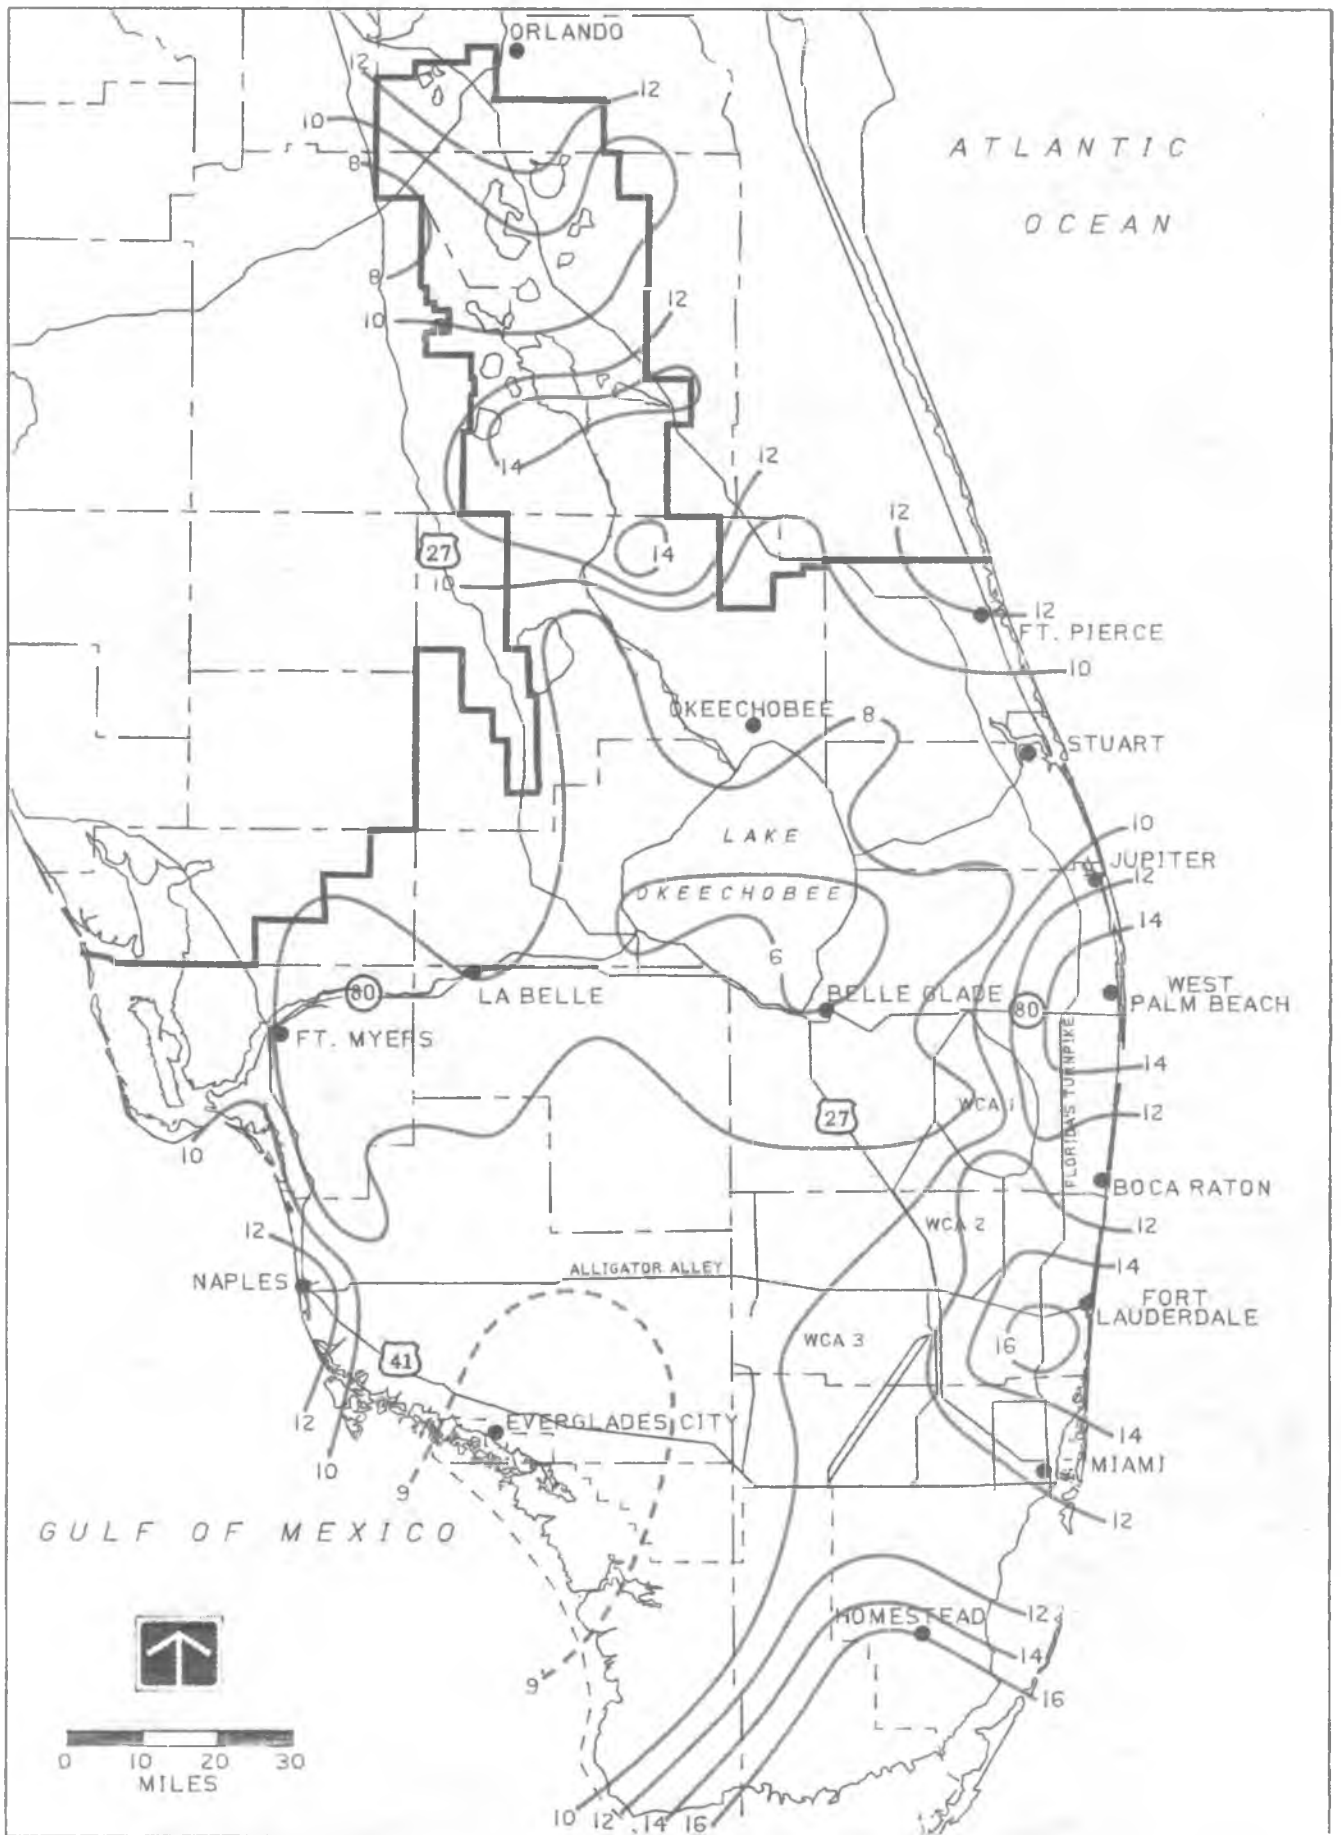 ORLANDO
12
12
10
ATLANTIC
8
OCEAN
8
12
10
14
12
12
27
14
10
12
FT. PIERCE
10
OKEECHOBEE
8
STUART
10
LAKE
JUPITER
12
OKEECHOBEE
14
6
80
LA BELLE
BELLE GLADE
80
WEST
PALM BEACH
FT. MYERS
14
FLORIDA'S TURNPIKE
27
WCA 1
12
10
BOCA RATON
12
WCA 2
12
ALLIGATOR ALLEY
14
NAPLES
FORT
LAUDERDALE
WCA 3
16
41
12
EVERGLADES CITY
14
10
MIAMI
9
12
GULF OF MEXICO
HOMESTEAD
12
14
9
16
0 10 20 30
MILES
10 12 14 16